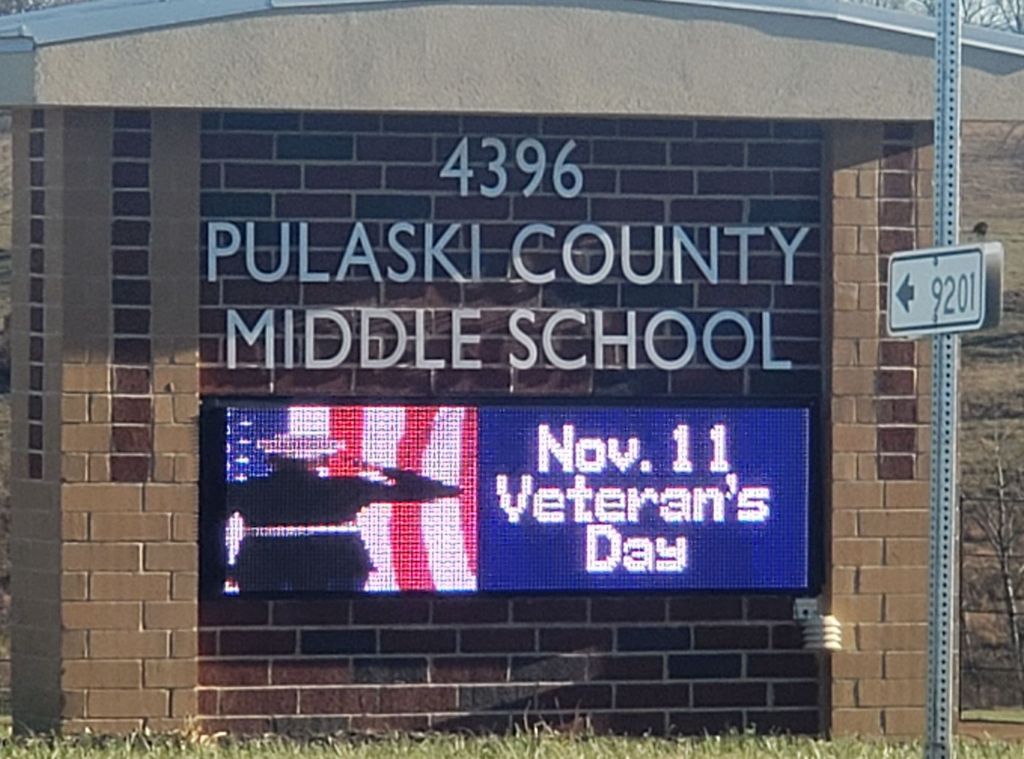 4396
PULASKI COUNTY
MIDDLE SCHOOL
9201
Nov. 11
Veteran's
Day